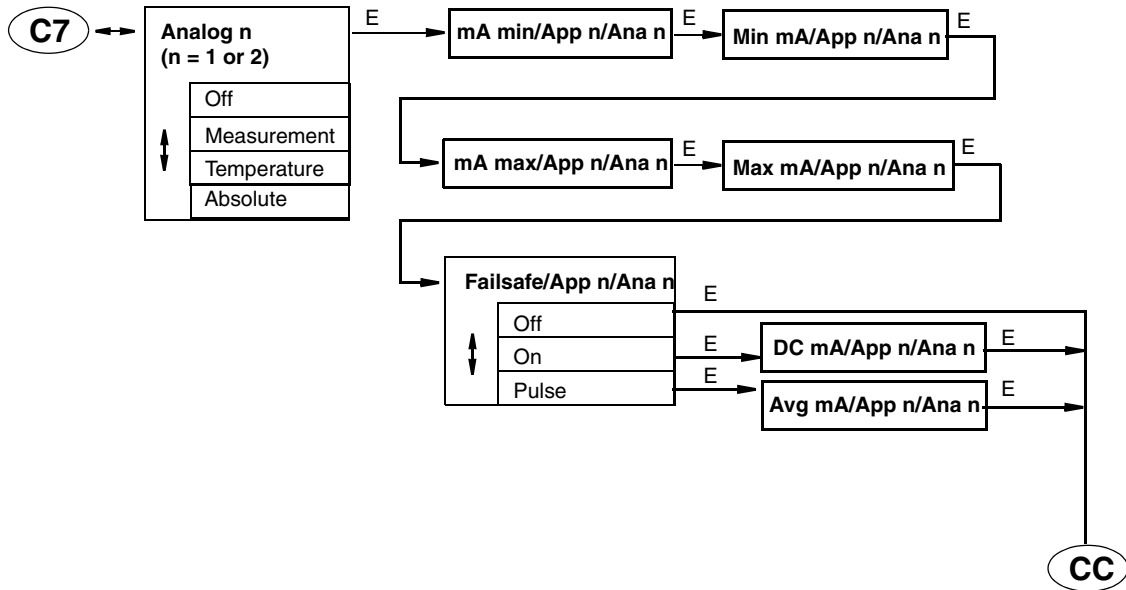 C7
Analog n
(n = 1 or 2)
Off
Measurement
Temperature
Absolute
E
mA min/App n/Ana n
E
Min mA/App n/Ana n
E
mA max/App n/Ana n
E
Max mA/App n/Ana n
E
Failsafe/App n/Ana n
Off
On
Pulse
E
E
DC mA/App n/Ana n
E
E
Avg mA/App n/Ana n
E
CC